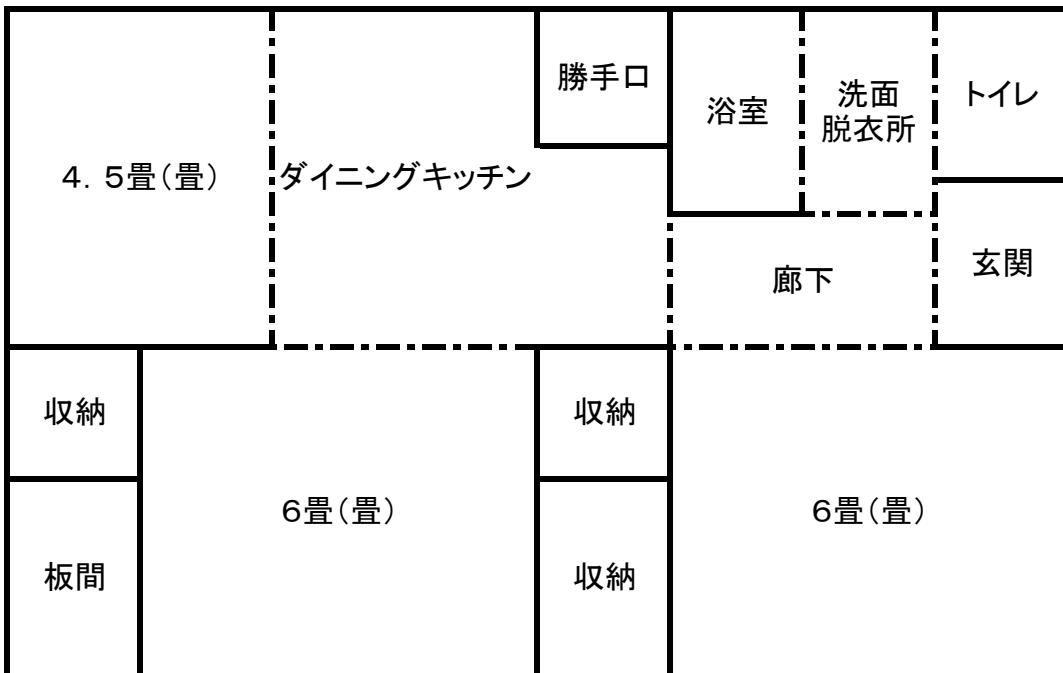 勝手口
浴室
洗面
脱衣所
トイレ
4．5畳（畳）
ダイニングキッチン
廊下
玄関
収納
収納
6畳（畳）
6畳（畳）
板間
収納